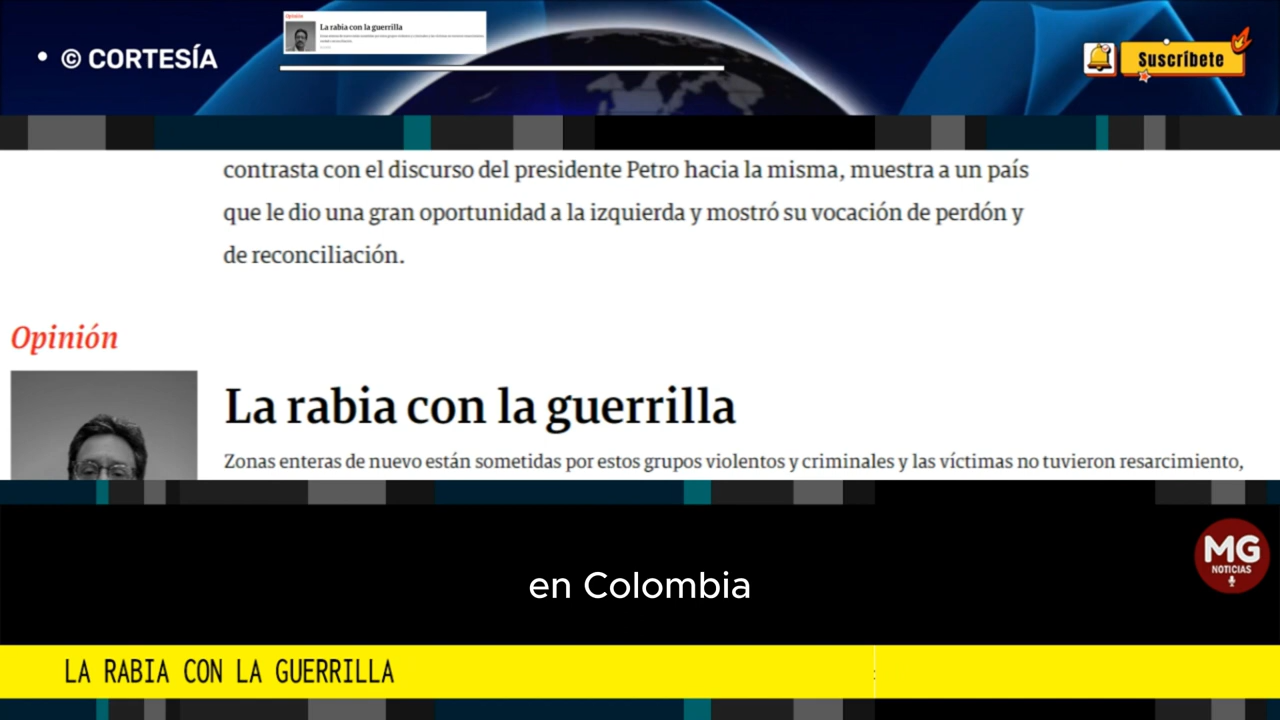 Opinión
La rabia con la guerrilla
• © CORTESÍA
Suscríbete
contrasta con el discurso del presidente Petro hacia la misma, muestra a un país
que le dio una gran oportunidad a la izquierda y mostró su vocación de perdón y
de reconciliación.
Opinión
La rabia con la guerrilla
Zonas enteras de nuevo están sometidas por estos grupos violentos y criminales y las víctimas no tuvieron resarcimiento,
MG
NOTICIAS
en Colombia
LA RABIA CON LA GUERRILLA